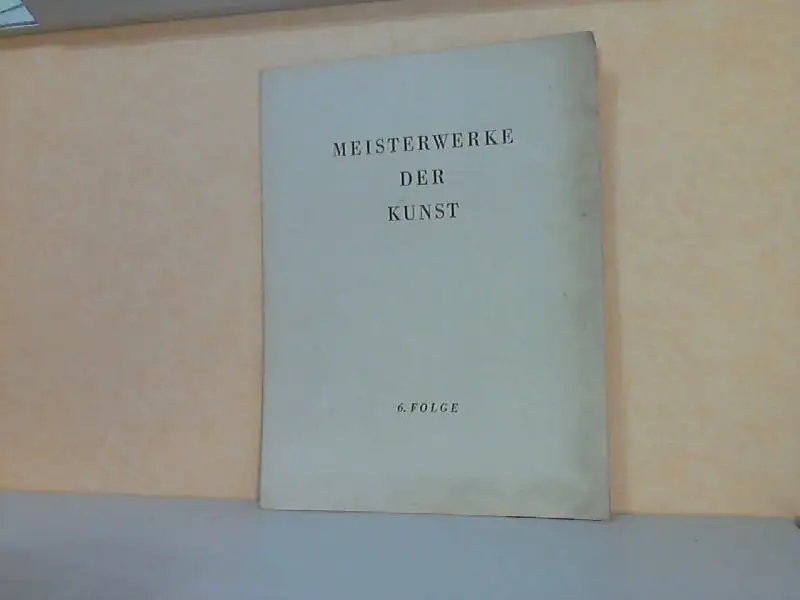 MEISTERWERKE
DER
KUNST
6. FOLGE